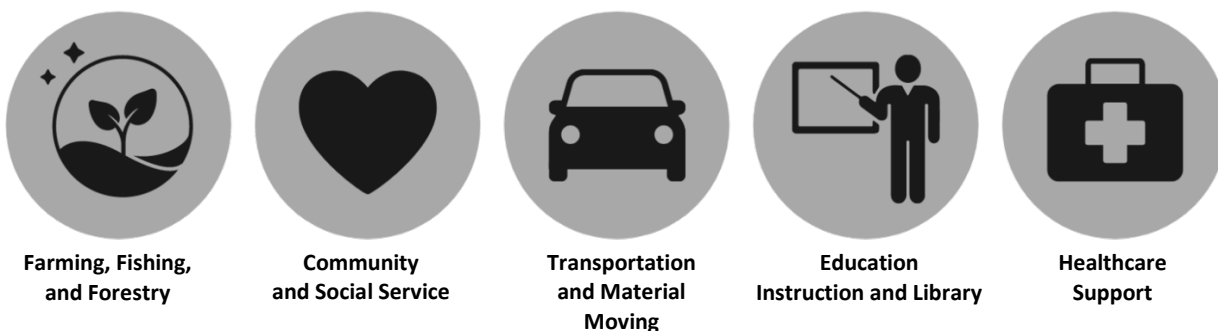 Farming, Fishing,
and Forestry
Community
and Social Service
Transportation
and Material
Moving
Education
Instruction and Library
Healthcare
Support